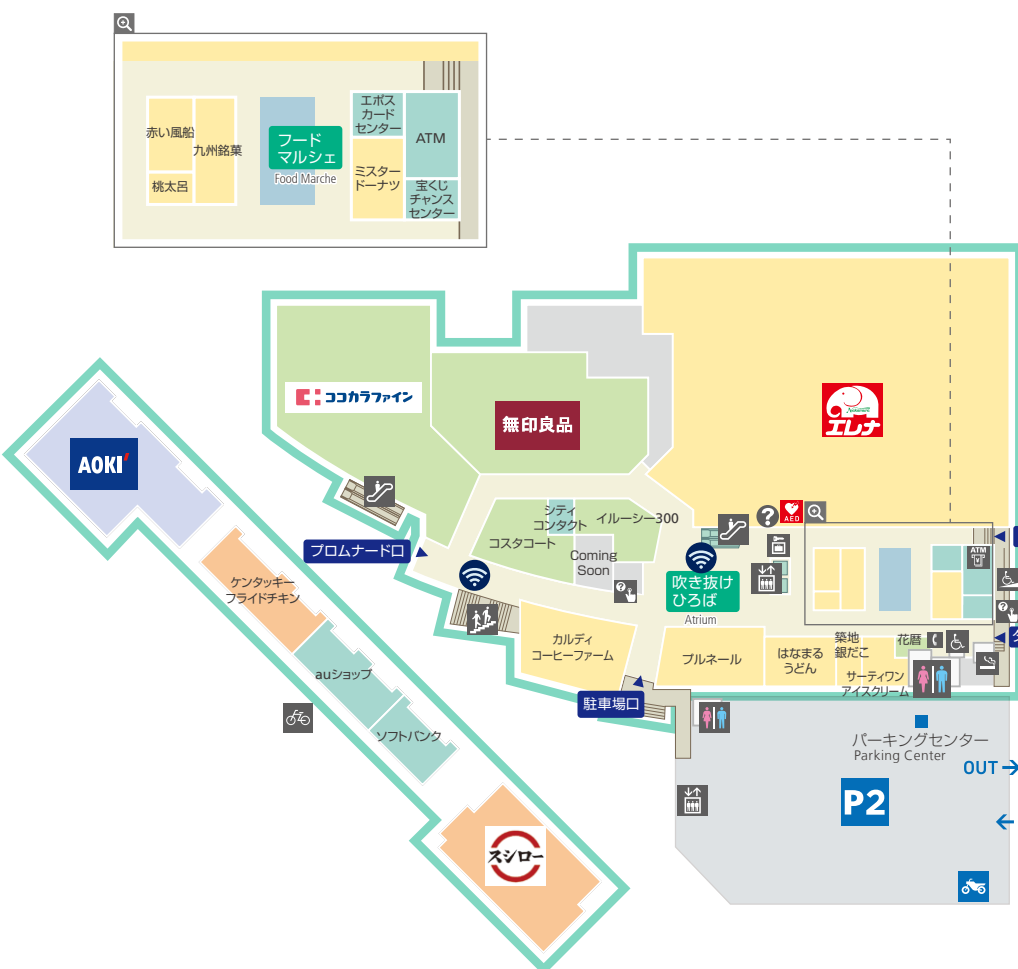 赤い風船
九州銘菓
桃太呂
フード
マルシェ
Food Marche
エポス
カード
センター
ATM
ミスター
ドーナツ
宝くじ
チャンス
センター
ココカラファイン
無印良品
エレナ
AOKI
シティ
コンタクト
イルーシー300
コスタコート
Coming
Soon
AED
ATM
プロムナード口
吹き抜け
ひろば
Atrium
ケンタッキー
フライドチキン
カルディ
コーヒーファーム
プルネール
はなまる
うどん
築地
銀だこ
花暦
サーティワン
アイスクリーム
auショップ
駐車場口
ソフトバンク
パーキングセンター
Parking Center
OUT
P2
スシロー